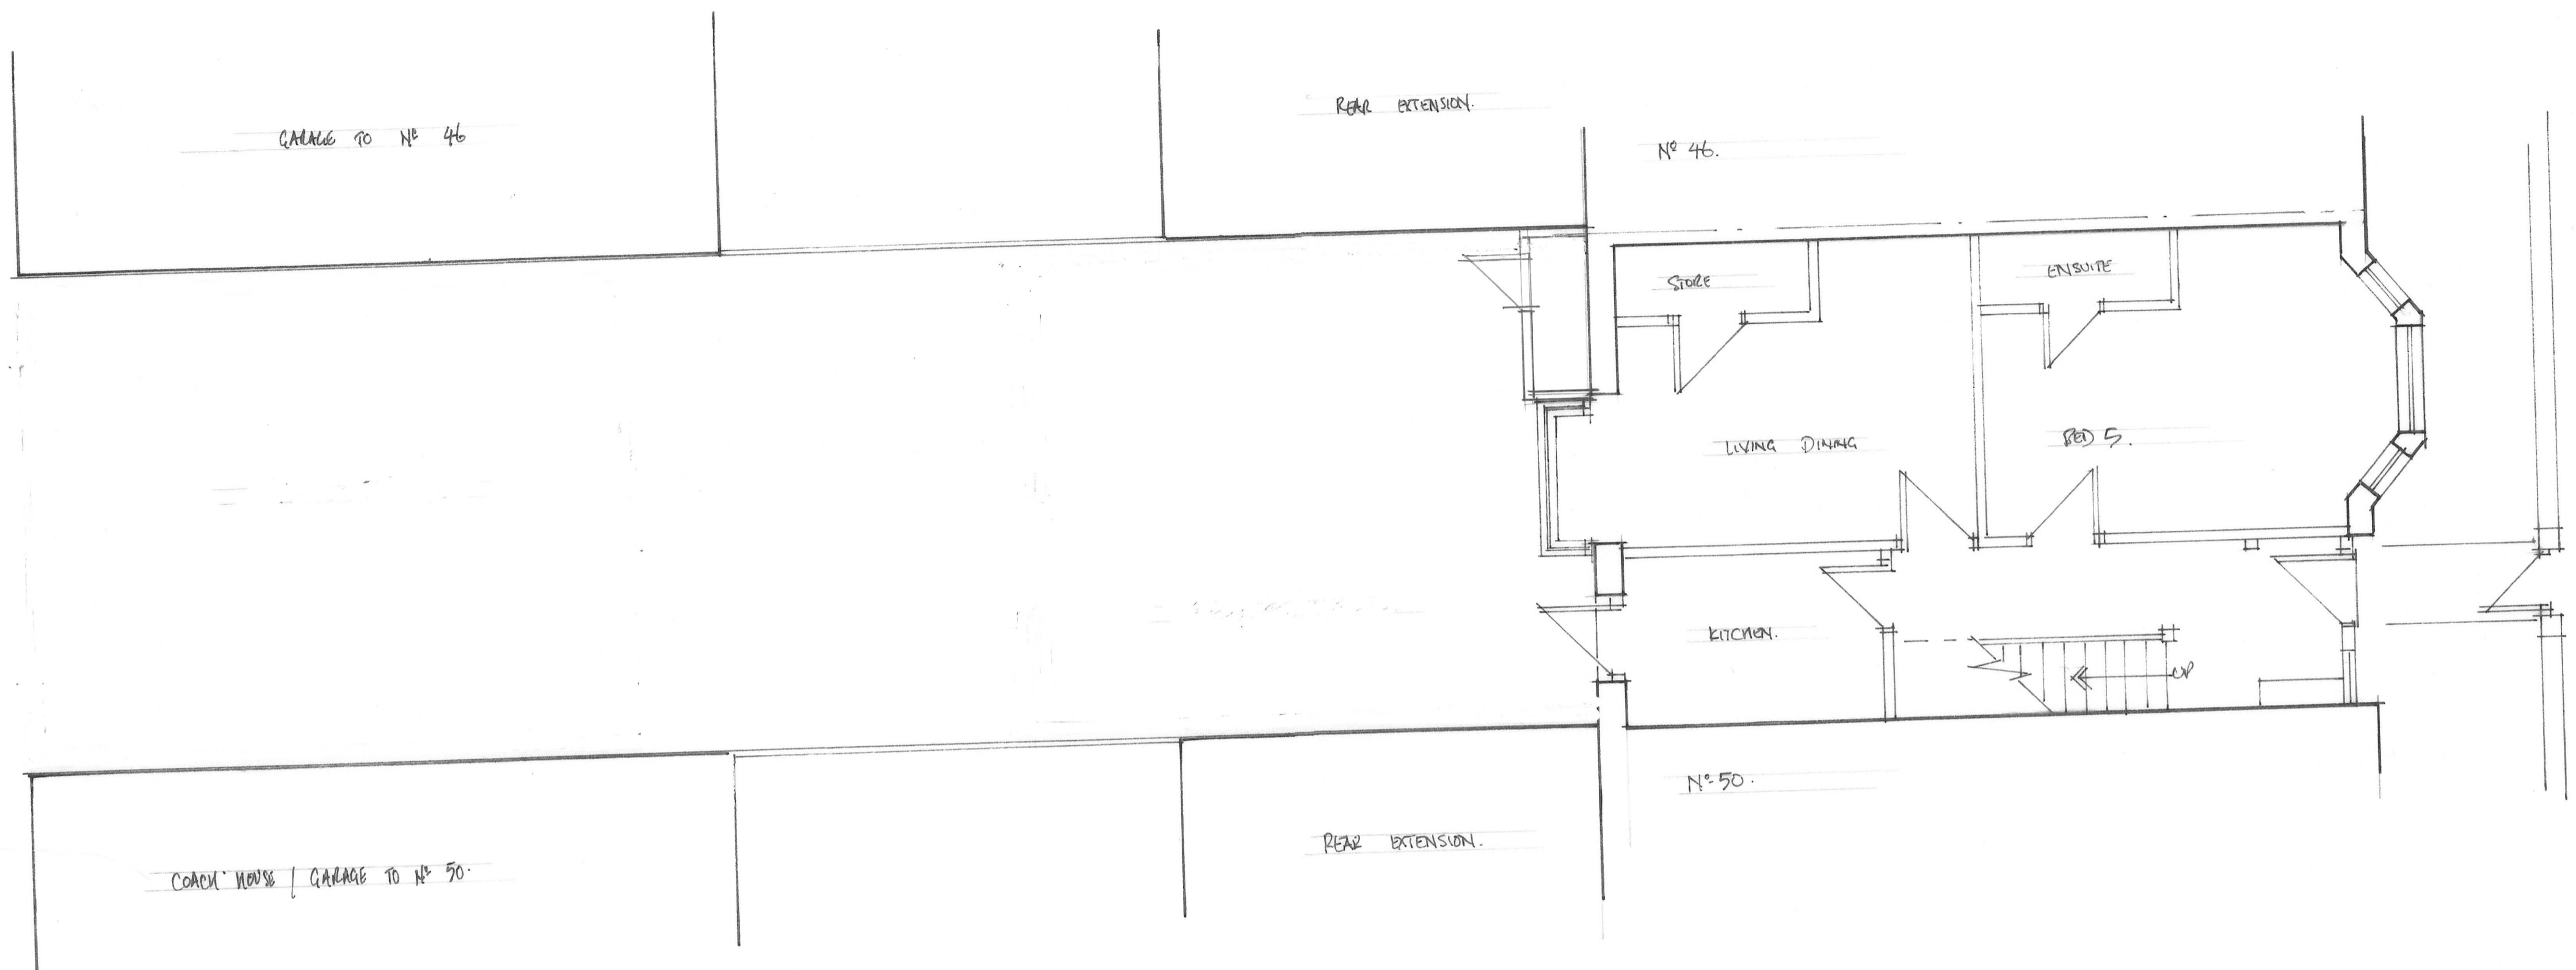 REAR EXTENSION.
GARAGE TO Nº 46
Nº 46.
STORE
ENSUITE
LIVING DINING
BED 5.
KITCHEN.
UP
Nº 50.
REAR EXTENSION.
COACH HOUSE / GARAGE TO Nº 50.